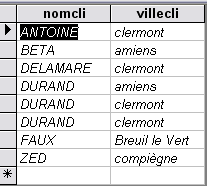 nomcli villecli
ANTOINE clermont
BETA amiens
DELAMARE clermont
DURAND amiens
DURAND clermont
DURAND clermont
FAUX Breuil le Vert
ZED compiègne